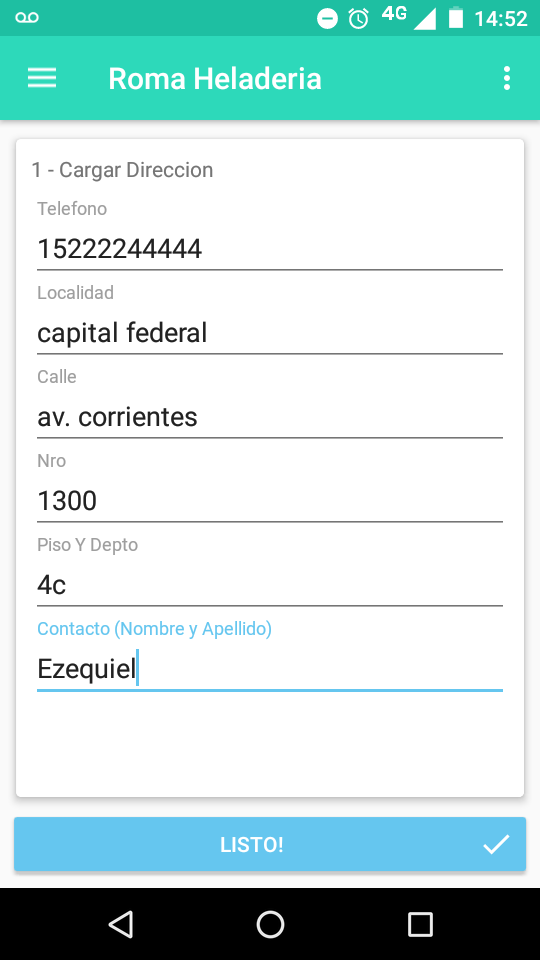 4G 14:52
Roma Heladeria
1 - Cargar Direccion
Telefono
15222244444
Localidad
capital federal
Calle
av. corrientes
Nro
1300
Piso Y Depto
4c
Contacto (Nombre y Apellido)
Ezequiel
LISTO!